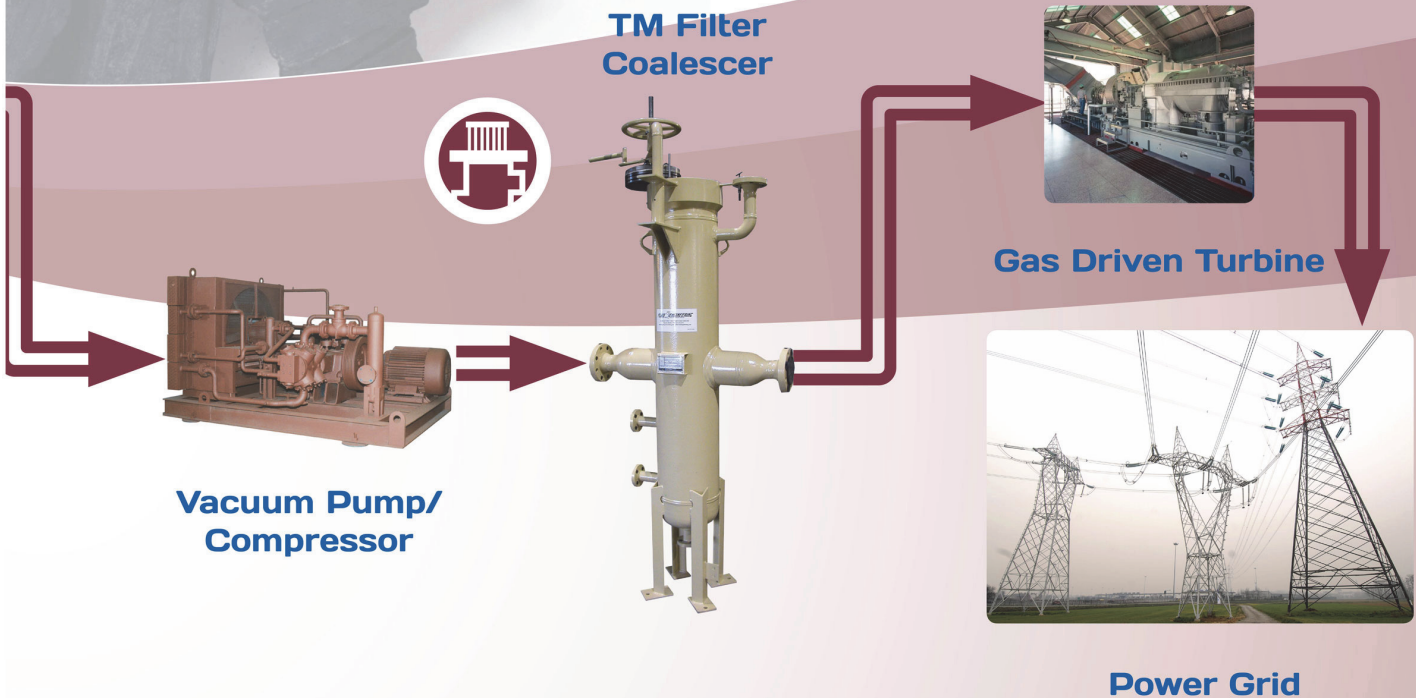 TM Filter
Coalescer
Gas Driven Turbine
Vacuum Pump/
Compressor
Power Grid